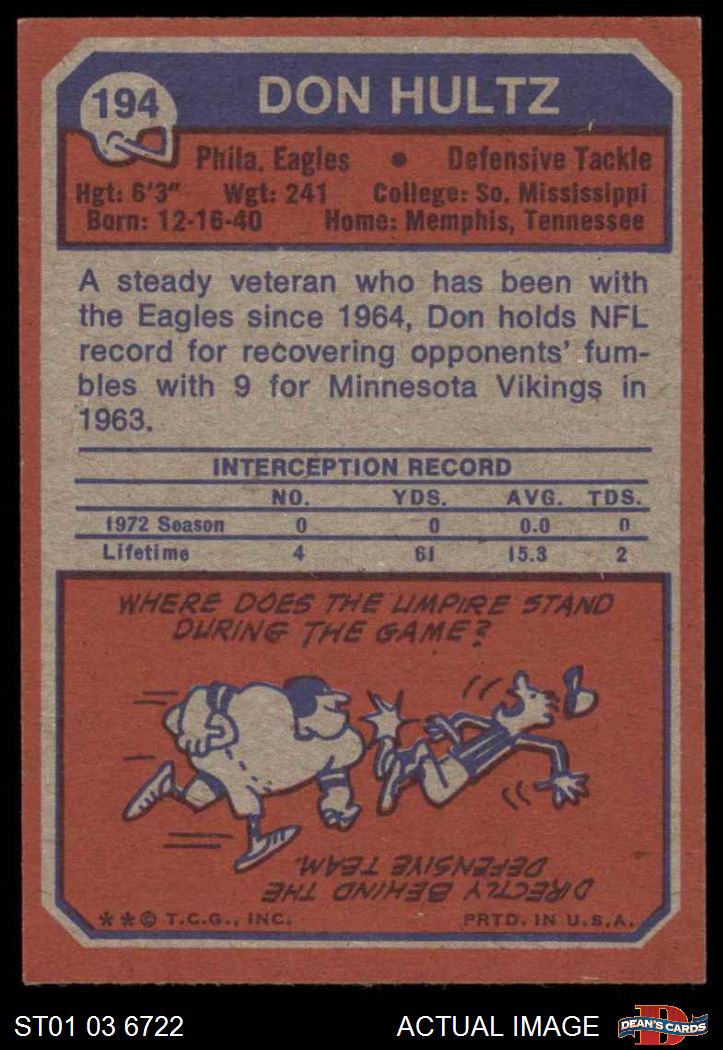 194
DON HULTZ
Phila. Eagles • Defensive Tackle
Hgt: 6'3" Wgt: 241 College: So. Mississippi
Born: 12-16-40 Home: Memphis, Tennessee
A steady veteran who has been with
the Eagles since 1964, Don holds NFL
record for recovering opponents' fum-
bles with 9 for Minnesota Vikings in
1963.
INTERCEPTION RECORD
NO. YDS. AVG. TDS.
1972 Season 0 0 0.0 0
Lifetime 4 61 15.3 2
WHERE DOES THE UMPIRE STAND
DURING THE GAME?
DIRECTLY BEHIND THE
DEFENSIVE TEAM.
**© T.C.G., INC. PRTD. IN U.S.A.
ST01 03 6722 ACTUAL IMAGE
D
DEAN'S CARDS